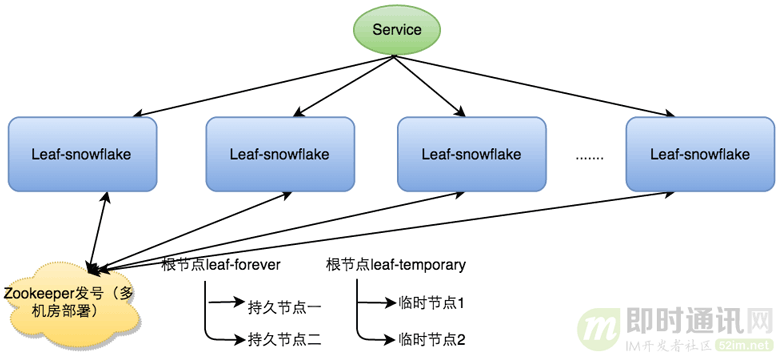 Service
Leaf-snowflake
Leaf-snowflake
Leaf-snowflake
.......
Leaf-snowflake
Zookeeper发号（多
机房部署）
根节点leaf-forever
持久节点一
持久节点二
根节点leaf-temporary
临时节点1
临时节点2
m 即时通讯网
IM开发者社区 52im.net